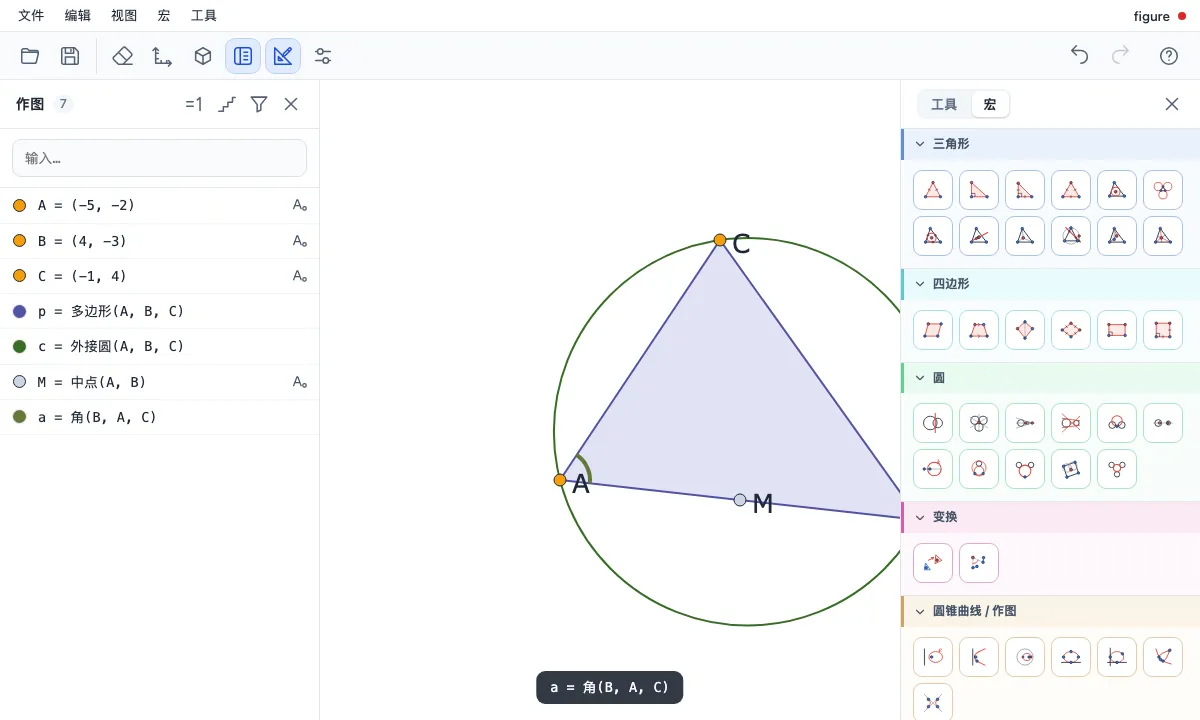 文件 编辑 视图 宏 工具 figure
作图 7 =1
输入…
A = (−5, −2)
B = (4, −3)
C = (−1, 4)
p = 多边形(A, B, C)
c = 外接圆(A, B, C)
M = 中点(A, B)
a = 角(B, A, C)
C
A
M
a = 角(B, A, C)
工具 宏
三角形
四边形
圆
变换
圆锥曲线 / 作图